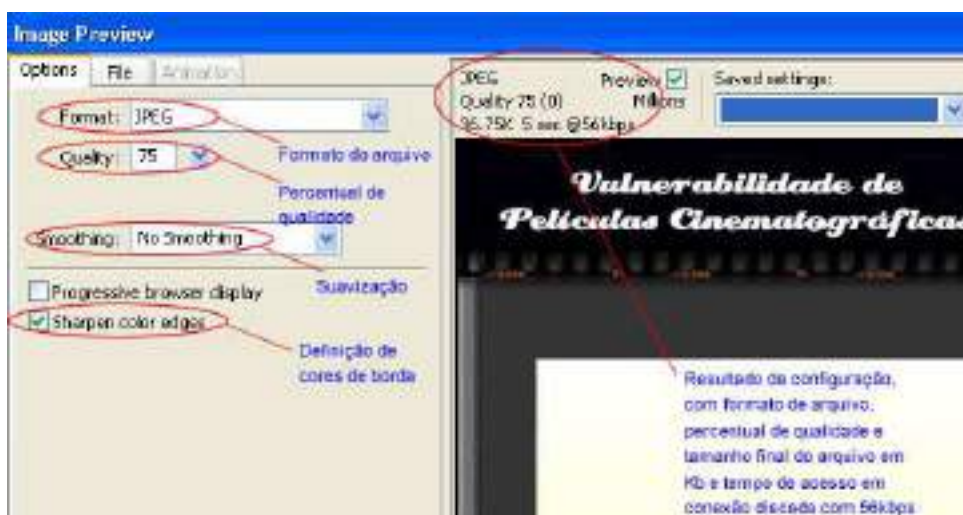 Image Preview
Options File Animation
Format: JPEG
Quality: 75
Smoothing: No Smoothing
Progressive browser display
Sharpen color edges
Formato do arquivo
Percentual de
qualidade
Suavização
Definição de
cores de borda
JPEG
Quality 75 (0)
Preview
Millions
5 sec @56kbps
Saved settings:
Vulnerabilidade de
Películas Cinematográficas
Resultado da configuração,
com formato de arquivo,
percentual de qualidade e
tamanho final do arquivo em
Kb e tempo de acesso em
conexão discada com 56kbps